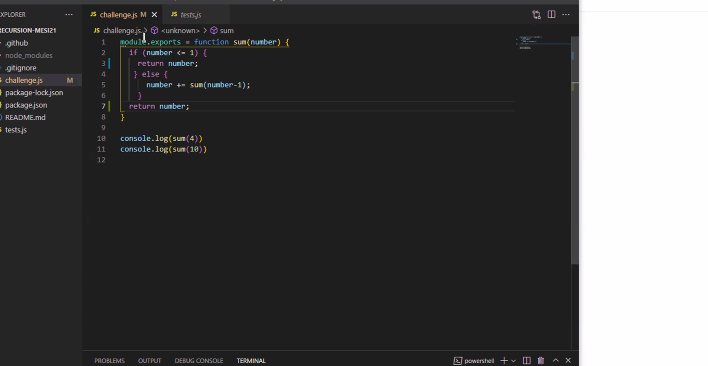 EXPLORER ···
JS challenge.js M × JS tests.js
RECURSION-MESI21
JS challenge.js > <unknown> > sum
.github
node_modules
.gitignore
challenge.js M
package-lock.json
package.json
README.md
tests.js
1 module.exports = function sum(number) {
2 if (number <= 1) {
3 return number;
4 } else {
5 number += sum(number-1);
6 }
7 return number;
8 }
9
10 console.log(sum(4))
11 console.log(sum(10))
12
PROBLEMS OUTPUT DEBUG CONSOLE TERMINAL powershell